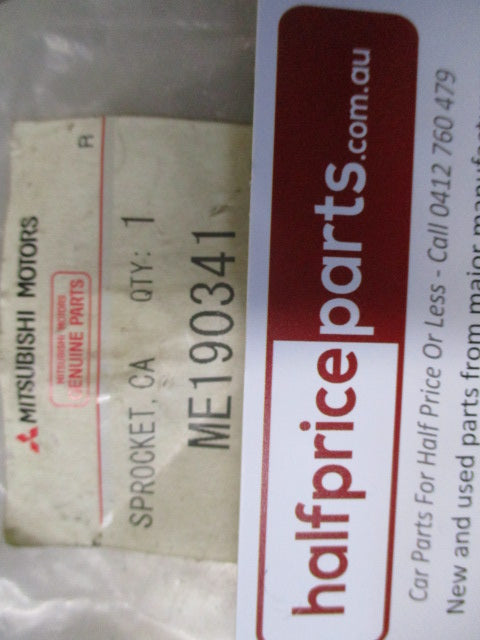 R
MITSUBISHI MOTORS
MITSUBISHI MOTORS
GENUINE PARTS
SPROCKET, CA QTY: 1
ME190341
halfpriceparts.com.au
Car Parts For Half Price Or Less - Call 0412 760 479
New and used parts from major